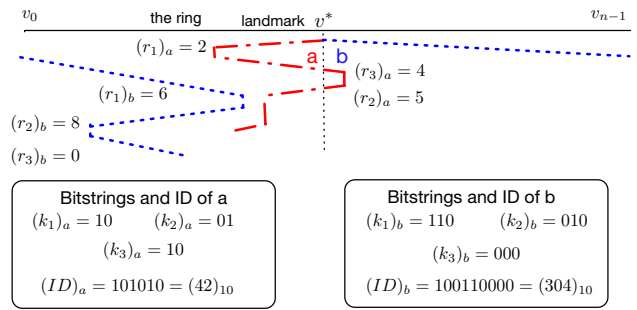 v_0 the ring landmark v* v_{n−1}
(r_1)_a = 2
a b
(r_3)_a = 4
(r_1)_b = 6
(r_2)_a = 5
(r_2)_b = 8
(r_3)_b = 0
Bitstrings and ID of a
(k_1)_a = 10 (k_2)_a = 01
(k_3)_a = 10
(ID)_a = 101010 = (42)_{10}
Bitstrings and ID of b
(k_1)_b = 110 (k_2)_b = 010
(k_3)_b = 000
(ID)_b = 100110000 = (304)_{10}